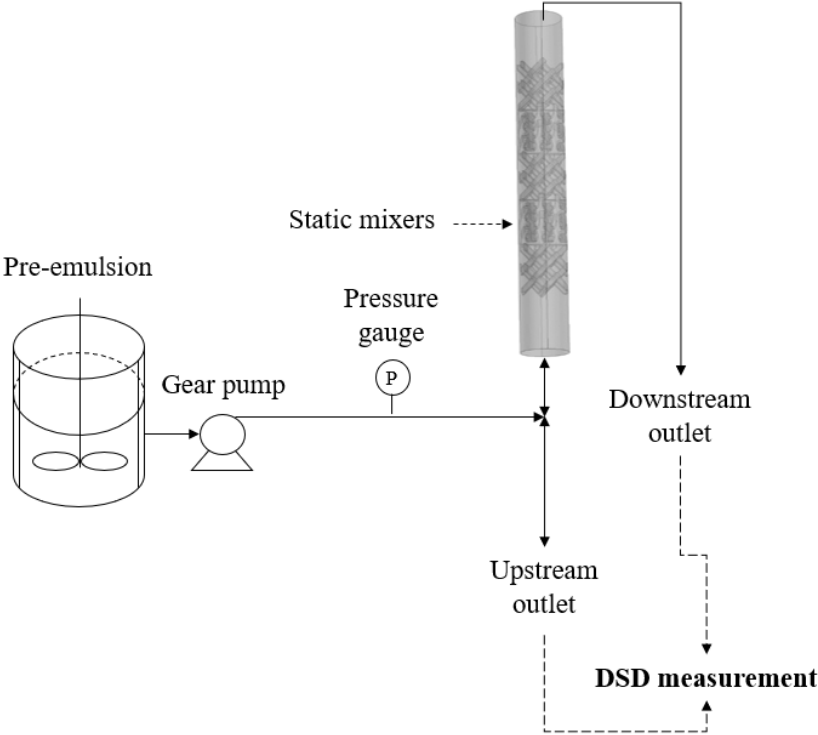 Static mixers
Pre-emulsion
Pressure
gauge
P
Gear pump
Downstream
outlet
Upstream
outlet
DSD measurement